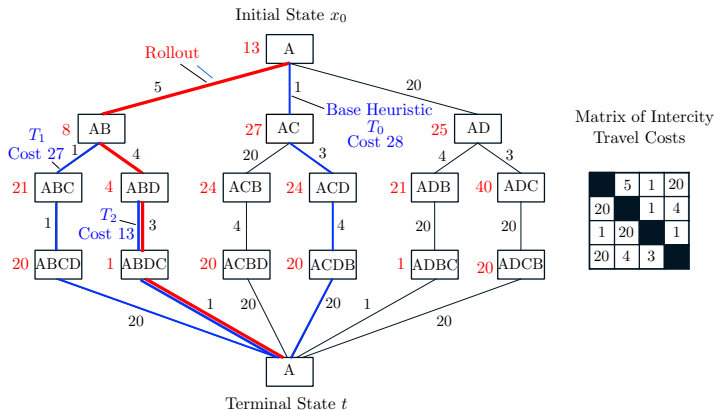 Initial State x₀
13 A
Rollout
5 1 20
Base Heuristic
T₀
Cost 28
8 AB 27 AC 25 AD
T₁
Cost 27
1 4 20 3 4 3
21 ABC 4 ABD 24 ACB 24 ACD 21 ADB 40 ADC
T₂
Cost 13
1 3 4 4 20 20
20 ABCD 1 ABDC 20 ACBD 20 ACDB 1 ADBC 20 ADCB
20 1 20 20 1 20
A
Terminal State t
Matrix of Intercity
Travel Costs
5 1 20
20 1 4
1 20 1
20 4 3